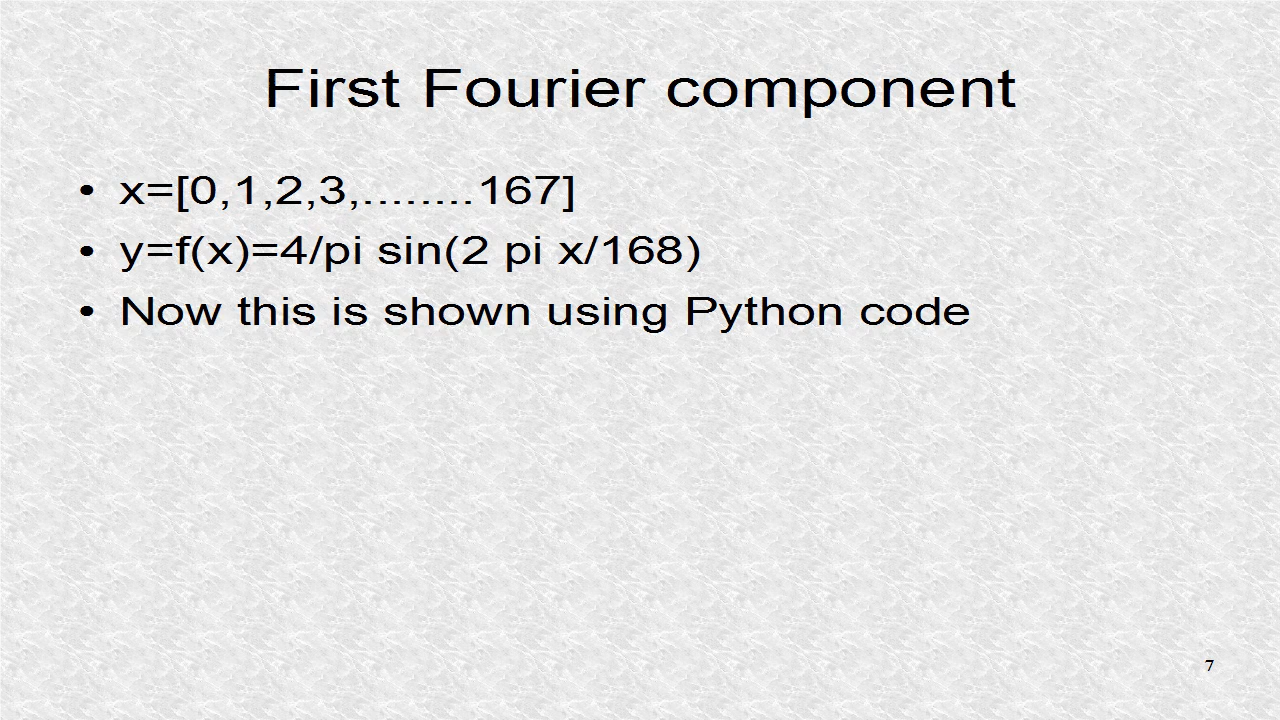 First Fourier component
• x=[0,1,2,3,........167]
• y=f(x)=4/pi sin(2 pi x/168)
• Now this is shown using Python code
7